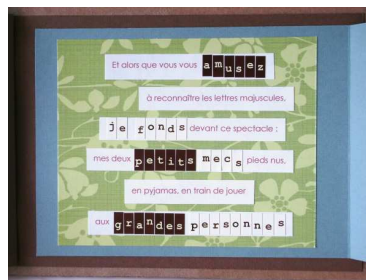 Et alors que vous vous amusez
à reconnaître les lettres majuscules,
je fonds devant ce spectacle :
mes deux petits mecs pieds nus,
en pyjamas, en train de jouer
aux grandes personnes